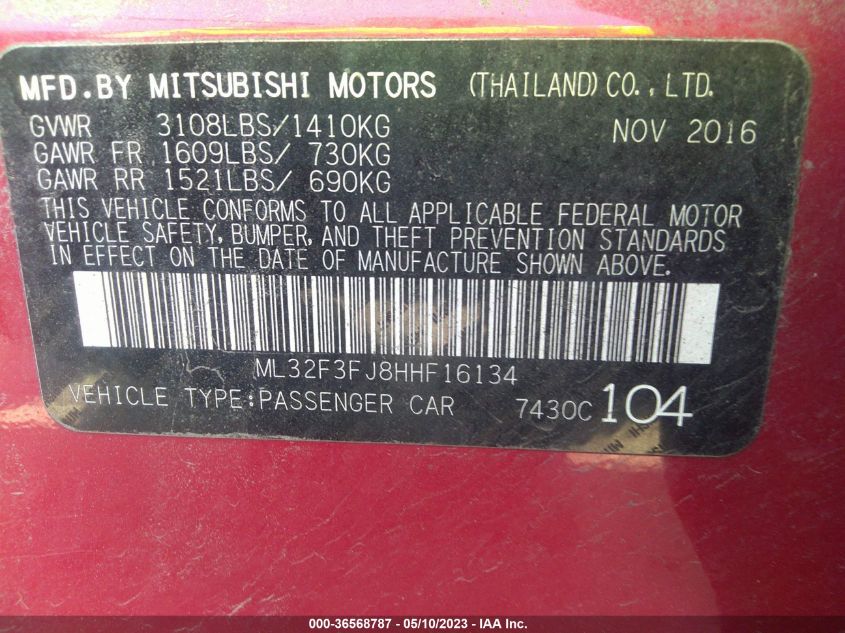 MFD.BY MITSUBISHI MOTORS (THAILAND) CO., LTD.
GVWR 3108LBS/1410KG NOV 2016
GAWR FR 1609LBS/ 730KG
GAWR RR 1521LBS/ 690KG
THIS VEHICLE CONFORMS TO ALL APPLICABLE FEDERAL MOTOR
VEHICLE SAFETY, BUMPER, AND THEFT PREVENTION STANDARDS
IN EFFECT ON THE DATE OF MANUFACTURE SHOWN ABOVE.
ML32F3FJ8HHF16134
VEHICLE TYPE:PASSENGER CAR 7430C 104
000-36568787 - 05/10/2023 - IAA Inc.